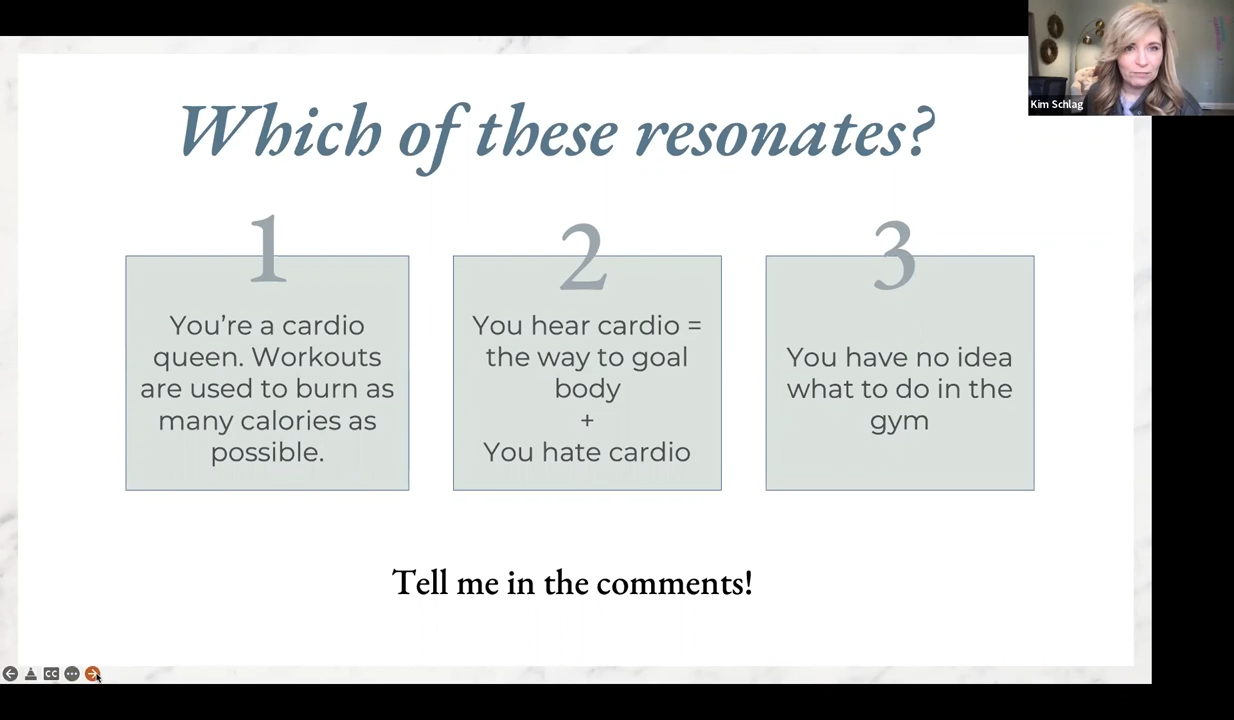 Kim Schlag
Which of these resonates?
1
You're a cardio
queen. Workouts
are used to burn as
many calories as
possible.
2
You hear cardio =
the way to goal
body
+
You hate cardio
3
You have no idea
what to do in the
gym
Tell me in the comments!
CC